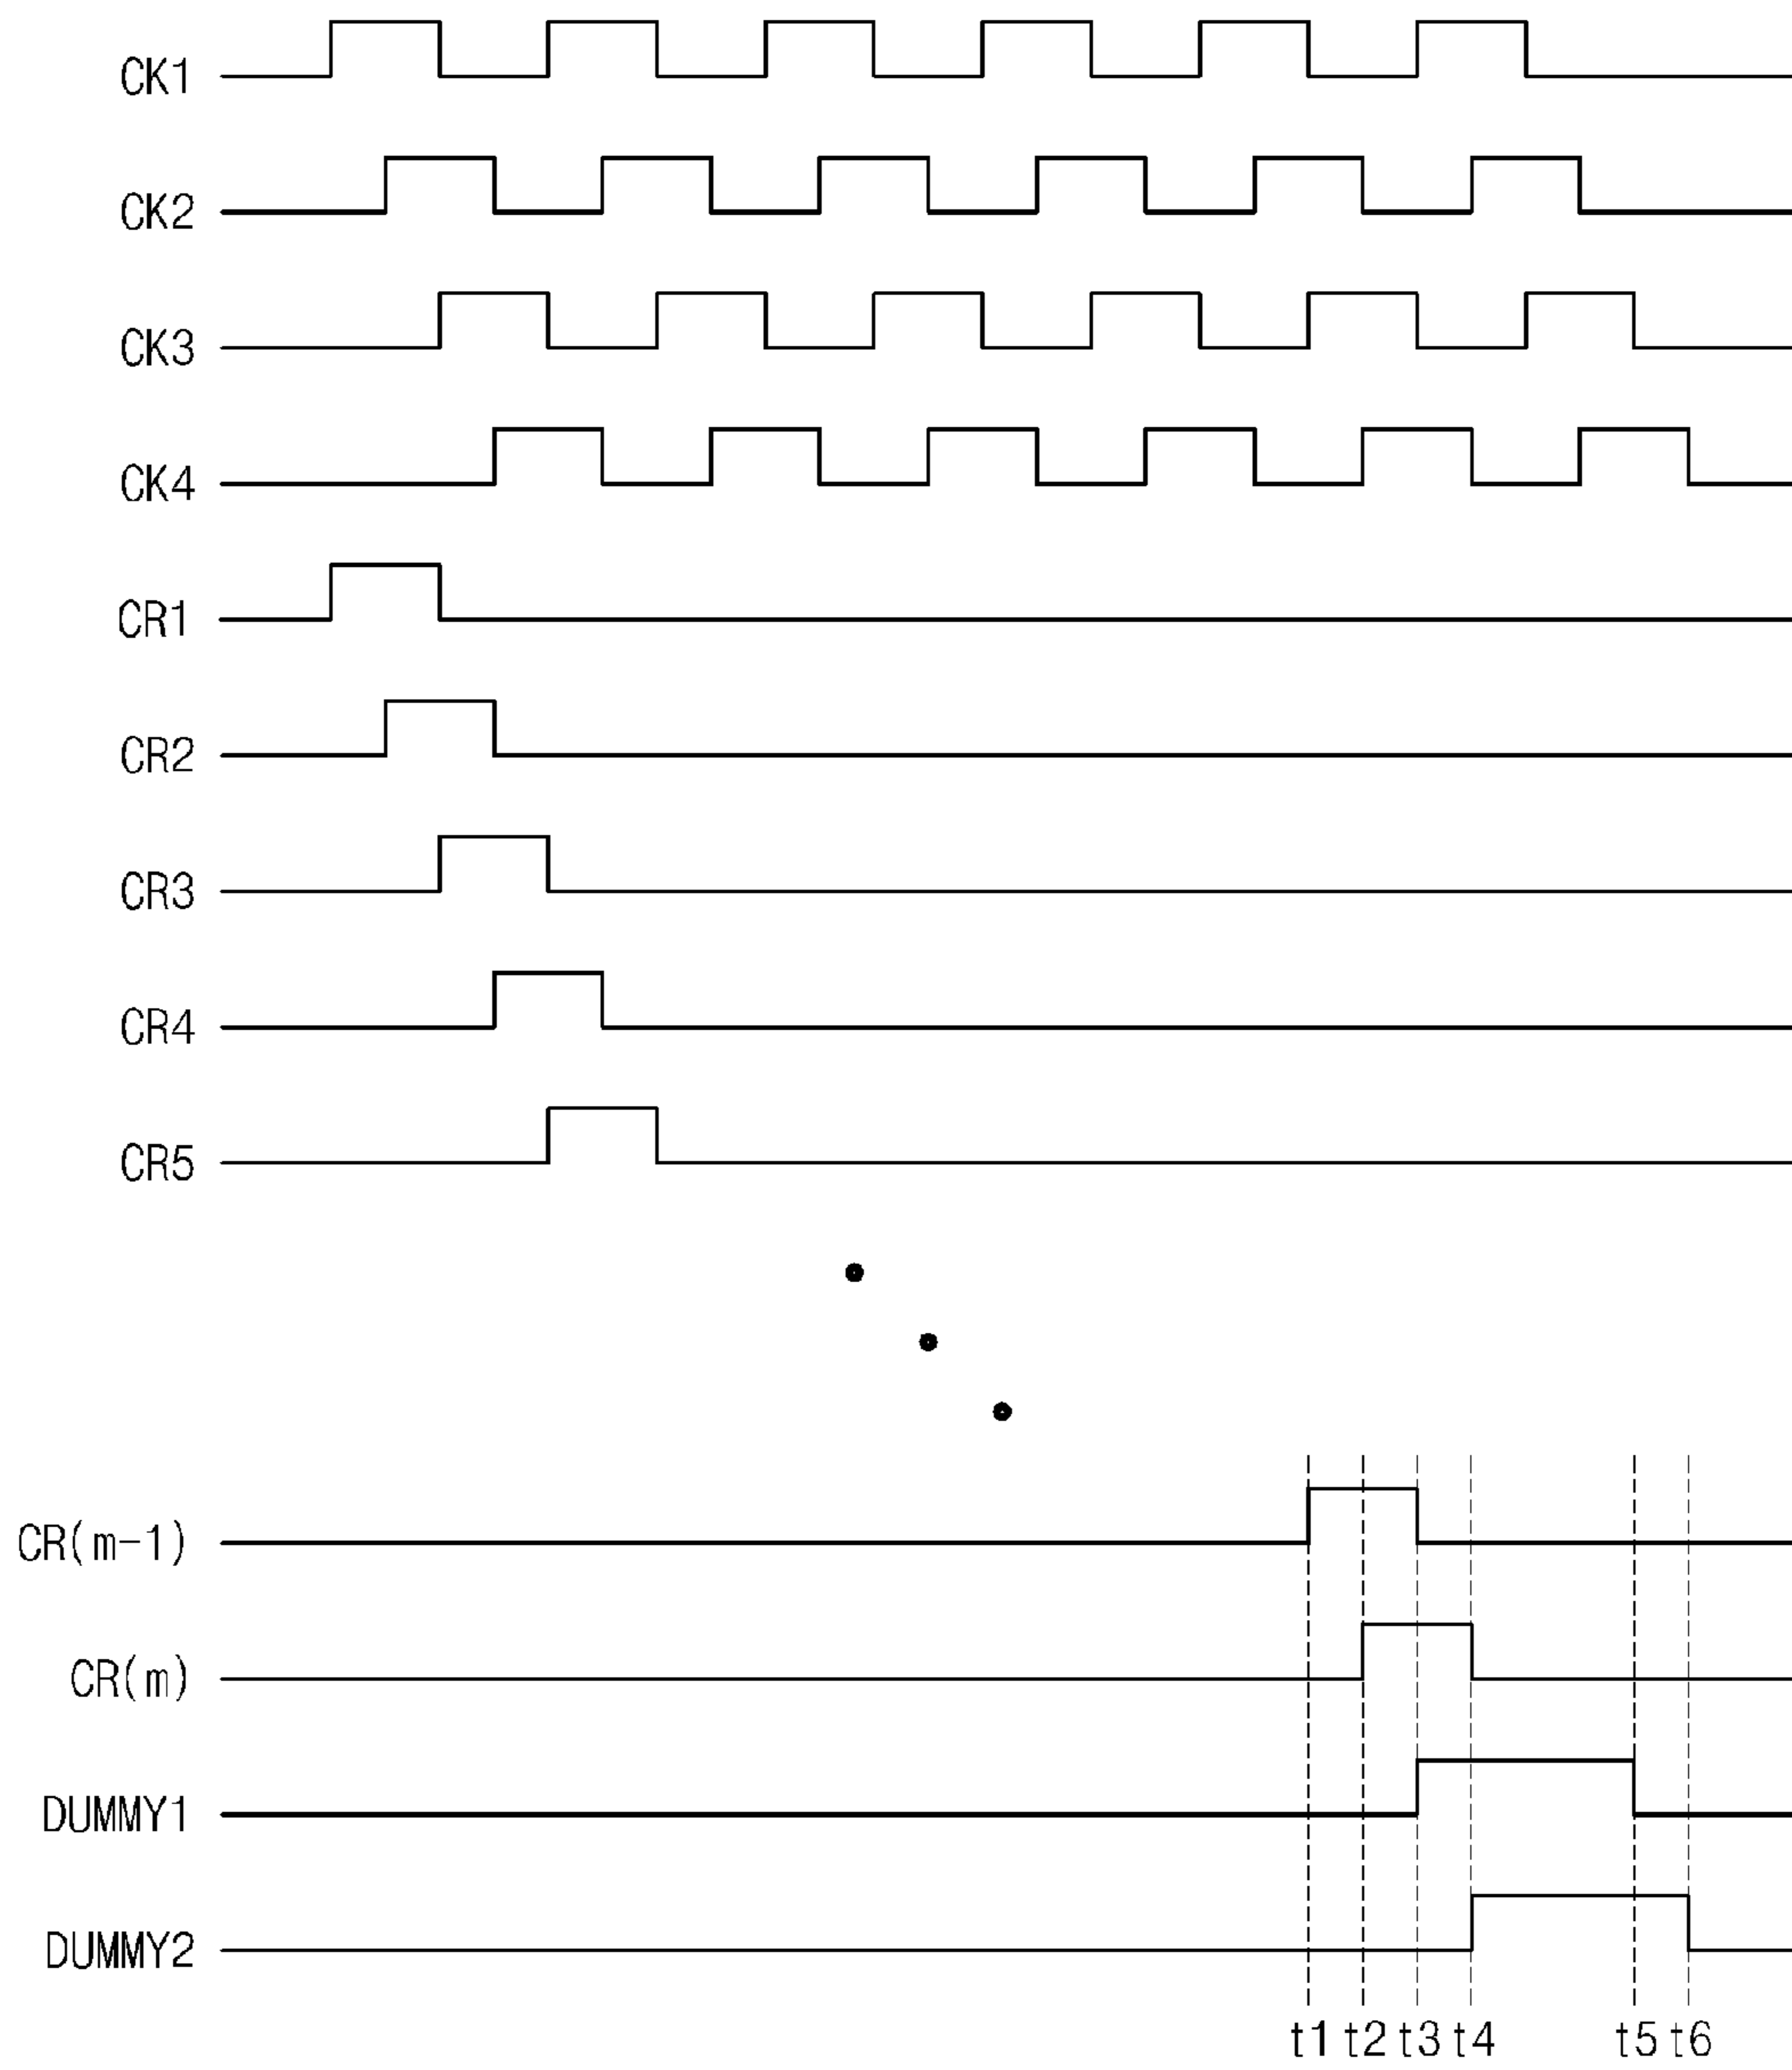 CK1
CK2
CK3
CK4
CR1
CR2
CR3
CR4
CR5
CR(m-1)
CR(m)
DUMMY1
DUMMY2
t1 t2 t3 t4 t5 t6